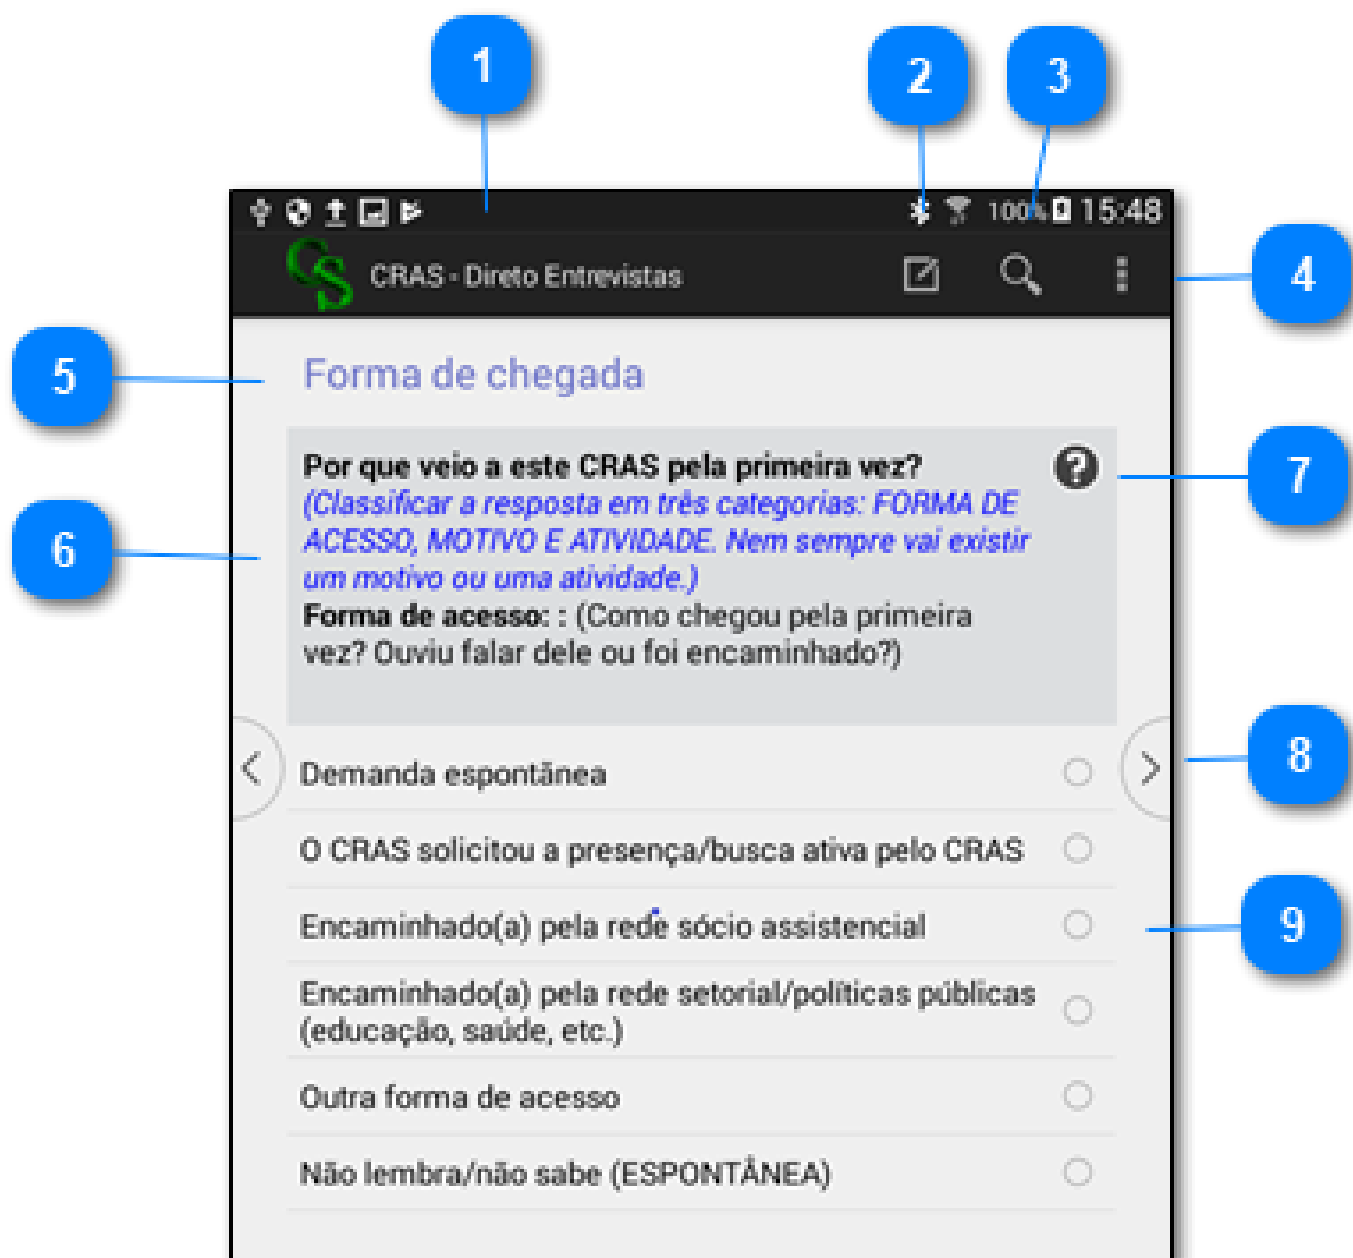 1
2
3
100% 15:48
CS CRAS - Direto Entrevistas
4
5
Forma de chegada
Por que veio a este CRAS pela primeira vez?
(Classificar a resposta em três categorias: FORMA DE
ACESSO, MOTIVO E ATIVIDADE. Nem sempre vai existir
um motivo ou uma atividade.)
Forma de acesso: : (Como chegou pela primeira
vez? Ouviu falar dele ou foi encaminhado?)
?
7
6
Demanda espontânea
8
O CRAS solicitou a presença/busca ativa pelo CRAS
Encaminhado(a) pela rede sócio assistencial
9
Encaminhado(a) pela rede setorial/políticas públicas
(educação, saúde, etc.)
Outra forma de acesso
Não lembra/não sabe (ESPONTÂNEA)